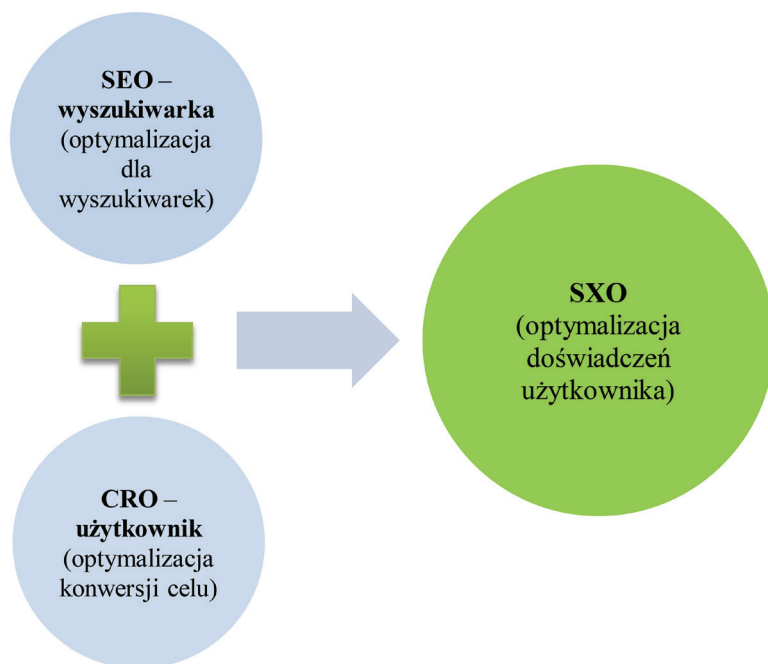 SEO –
wyszukiwarka
(optymalizacja
dla
wyszukiwarek)
CRO –
użytkownik
(optymalizacja
konwersji celu)
SXO
(optymalizacja
doświadczeń
użytkownika)